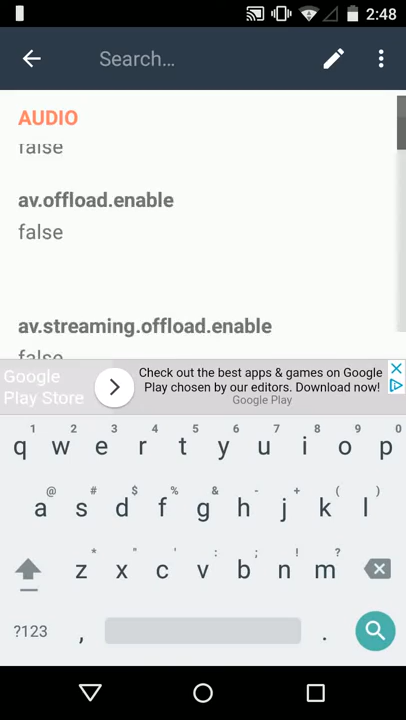 2:48
Search...
AUDIO
false
av.offload.enable
false
av.streaming.offload.enable
false
Google
Play Store
Check out the best apps & games on Google
Play chosen by our editors. Download now!
Google Play
1 2 3 4 5 6 7 8 9 0
q w e r t y u i o p
@ # $ % & - + ( )
a s d f g h j k l
* " ' : ; ! ?
z x c v b n m
?123 , .